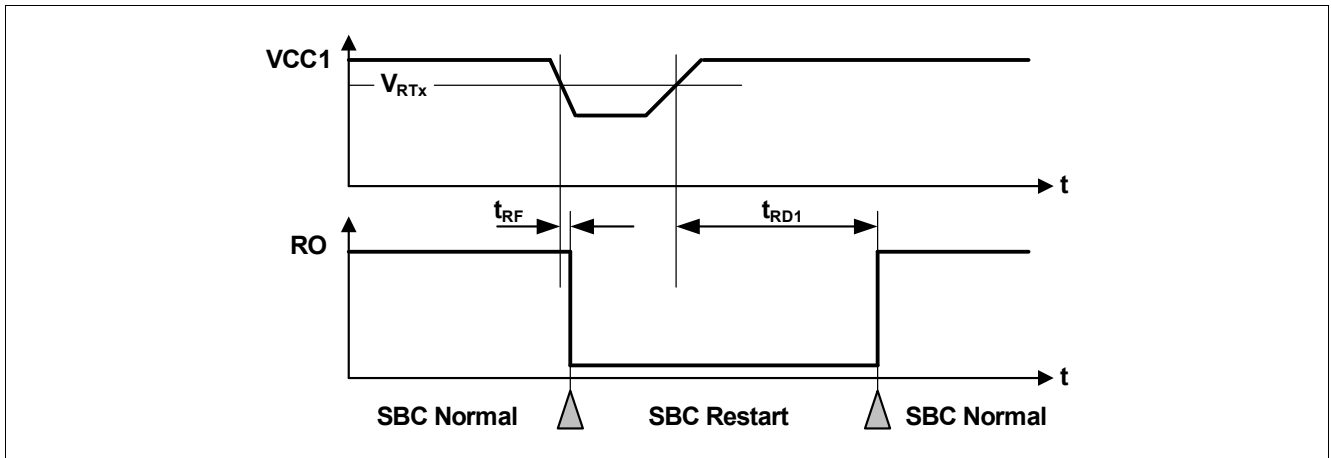 VCC1
VRTx
t
tRF
tRD1
RO
t
SBC Normal
SBC Restart
SBC Normal